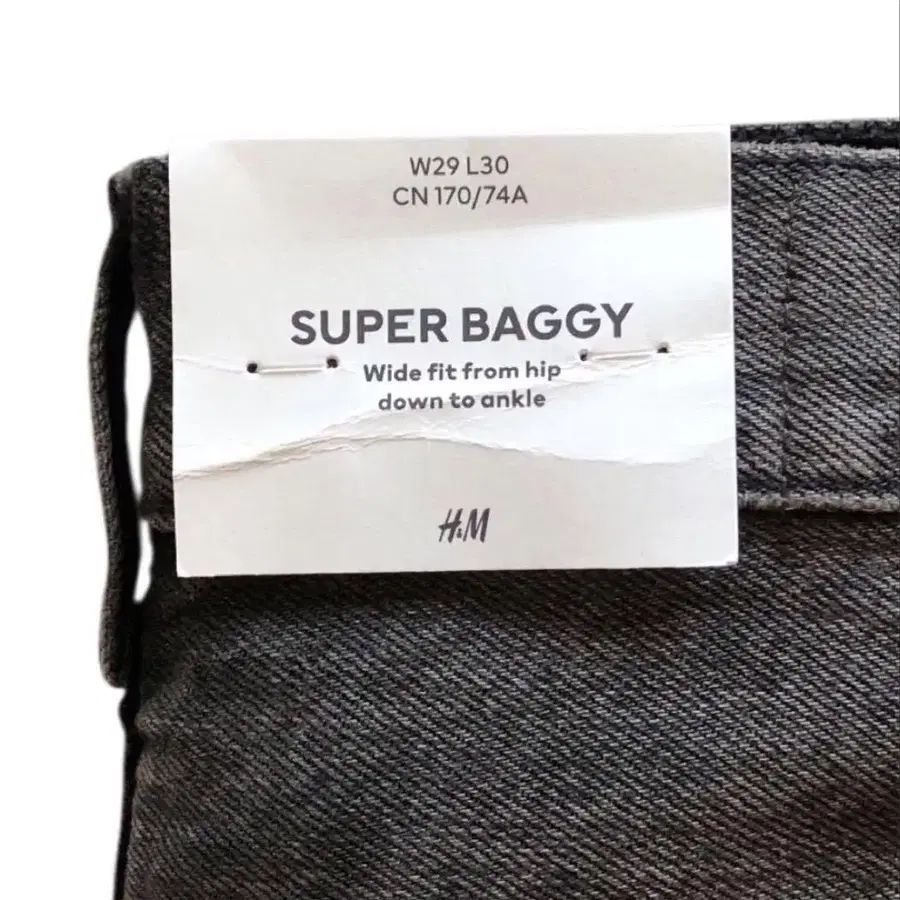 W29 L30
CN 170/74A
SUPER BAGGY
Wide fit from hip
down to ankle
H&M